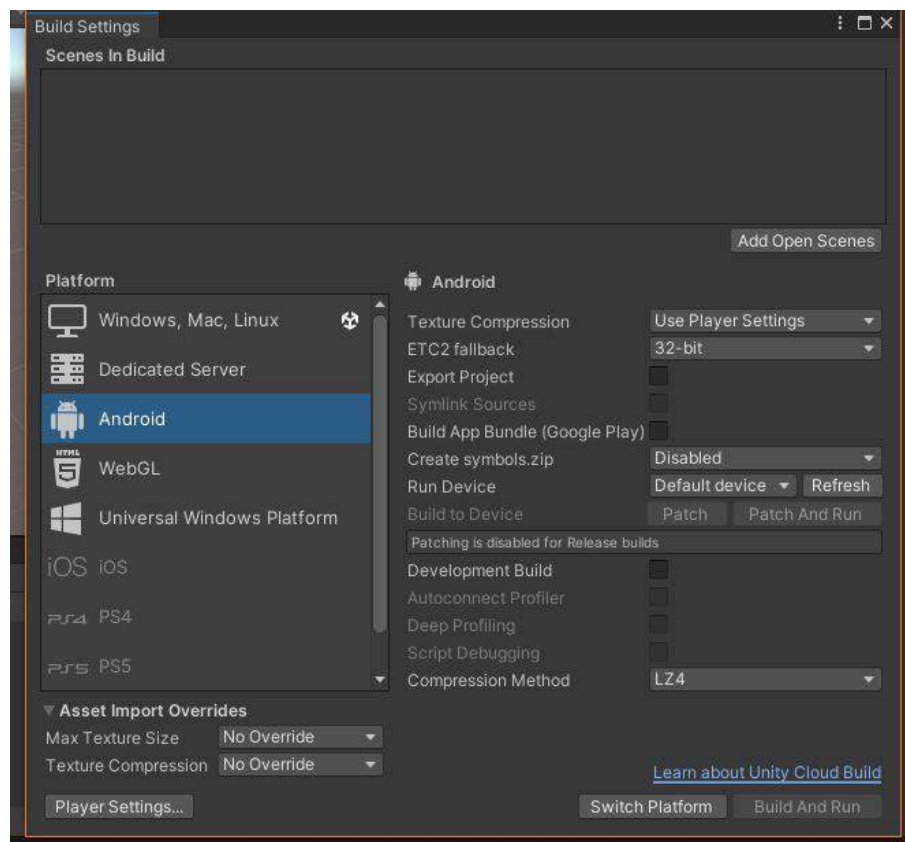 Build Settings
Scenes In Build
Add Open Scenes
Platform
Windows, Mac, Linux
Dedicated Server
Android
HTML 5 WebGL
Universal Windows Platform
iOS iOS
PS4 PS4
PS5 PS5
Android
Texture Compression Use Player Settings
ETC2 fallback 32-bit
Export Project
Symlink Sources
Build App Bundle (Google Play)
Create symbols.zip Disabled
Run Device Default device Refresh
Build to Device Patch Patch And Run
Patching is disabled for Release builds
Development Build
Autoconnect Profiler
Deep Profiling
Script Debugging
Compression Method LZ4
Asset Import Overrides
Max Texture Size No Override
Texture Compression No Override
Learn about Unity Cloud Build
Player Settings... Switch Platform Build And Run